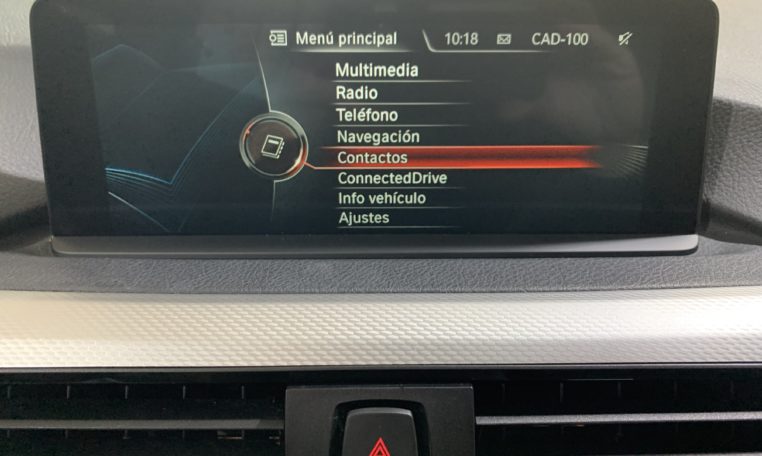 Menú principal 10:18 CAD-100
Multimedia
Radio
Teléfono
Navegación
Contactos
ConnectedDrive
Info vehículo
Ajustes